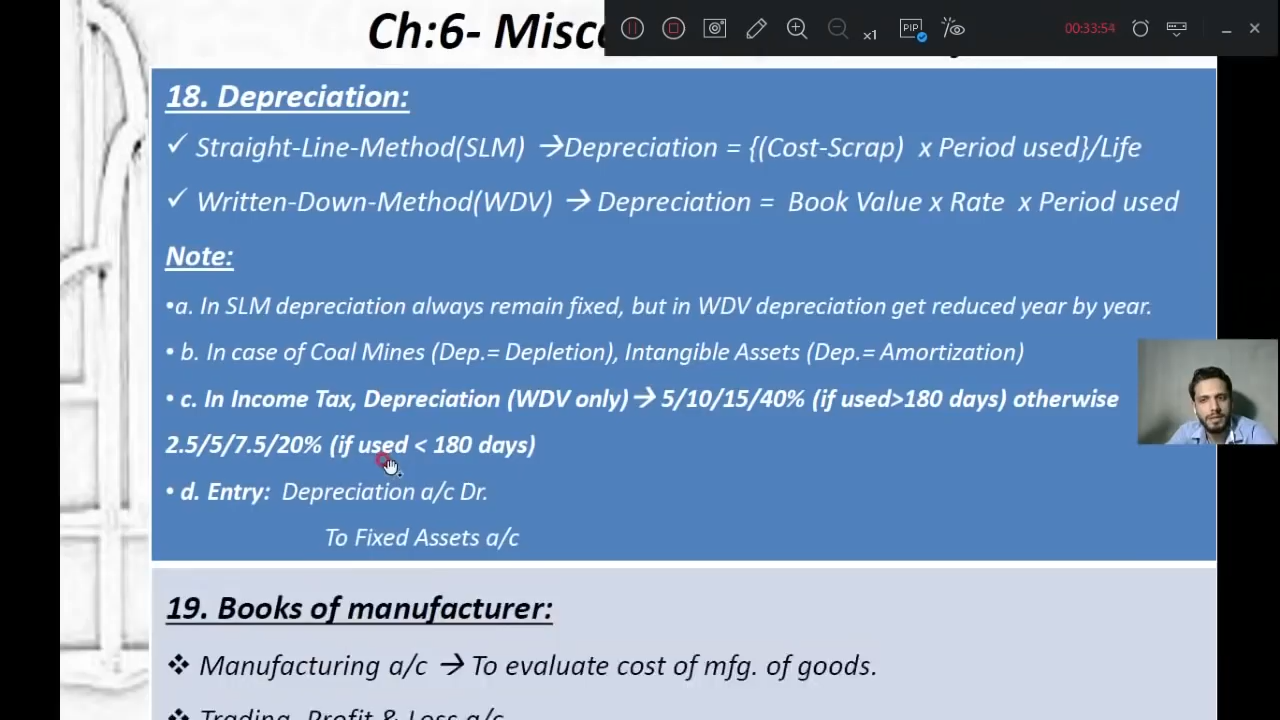 Ch:6- Misc
x1
PIP
00:33:54
18. Depreciation:
✓ Straight-Line-Method(SLM) →Depreciation = {(Cost-Scrap) x Period used}/Life
✓ Written-Down-Method(WDV) → Depreciation = Book Value x Rate x Period used
Note:
•a. In SLM depreciation always remain fixed, but in WDV depreciation get reduced year by year.
• b. In case of Coal Mines (Dep.= Depletion), Intangible Assets (Dep.= Amortization)
• c. In Income Tax, Depreciation (WDV only)→ 5/10/15/40% (if used>180 days) otherwise
2.5/5/7.5/20% (if used < 180 days)
• d. Entry: Depreciation a/c Dr.
To Fixed Assets a/c
19. Books of manufacturer:
❖ Manufacturing a/c → To evaluate cost of mfg. of goods.
❖ Trading, Profit & Loss a/c